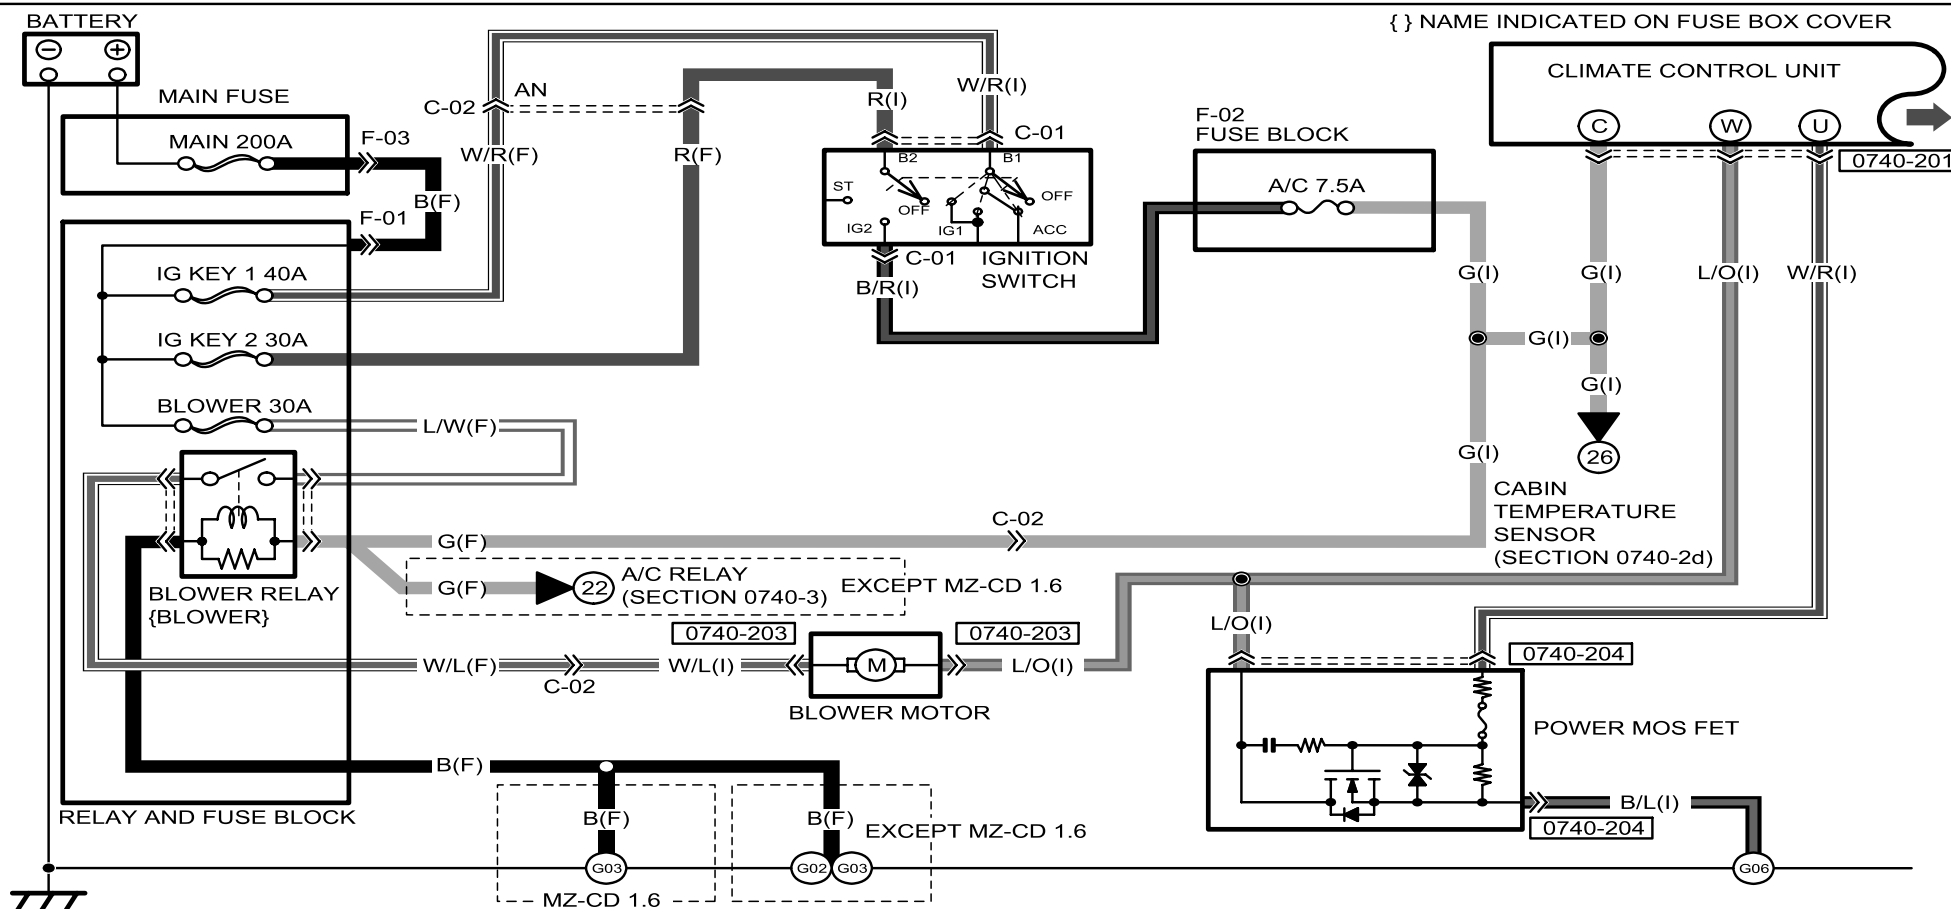 BATTERY
{ } NAME INDICATED ON FUSE BOX COVER
CLIMATE CONTROL UNIT
C
W
U
0740-201
MAIN FUSE
MAIN 200A
F-03
B(F)
F-01
C-02
AN
W/R(F)
R(F)
R(I)
W/R(I)
C-01
B2
B1
ST
OFF
OFF
IG2
IG1
ACC
C-01
IGNITION
SWITCH
B/R(I)
F-02
FUSE BLOCK
A/C 7.5A
IG KEY 1 40A
IG KEY 2 30A
BLOWER 30A
L/W(F)
G(I)
G(I)
L/O(I)
W/R(I)
G(I)
G(I)
G(I)
26
CABIN
TEMPERATURE
SENSOR
(SECTION 0740-2d)
C-02
G(F)
G(F)
22
A/C RELAY
(SECTION 0740-3)
EXCEPT MZ-CD 1.6
BLOWER RELAY
{BLOWER}
0740-203
0740-203
W/L(F)
C-02
W/L(I)
M
L/O(I)
BLOWER MOTOR
L/O(I)
0740-204
POWER MOS FET
B/L(I)
0740-204
B(F)
RELAY AND FUSE BLOCK
B(F)
B(F)
EXCEPT MZ-CD 1.6
G03
G02
G03
G06
MZ-CD 1.6